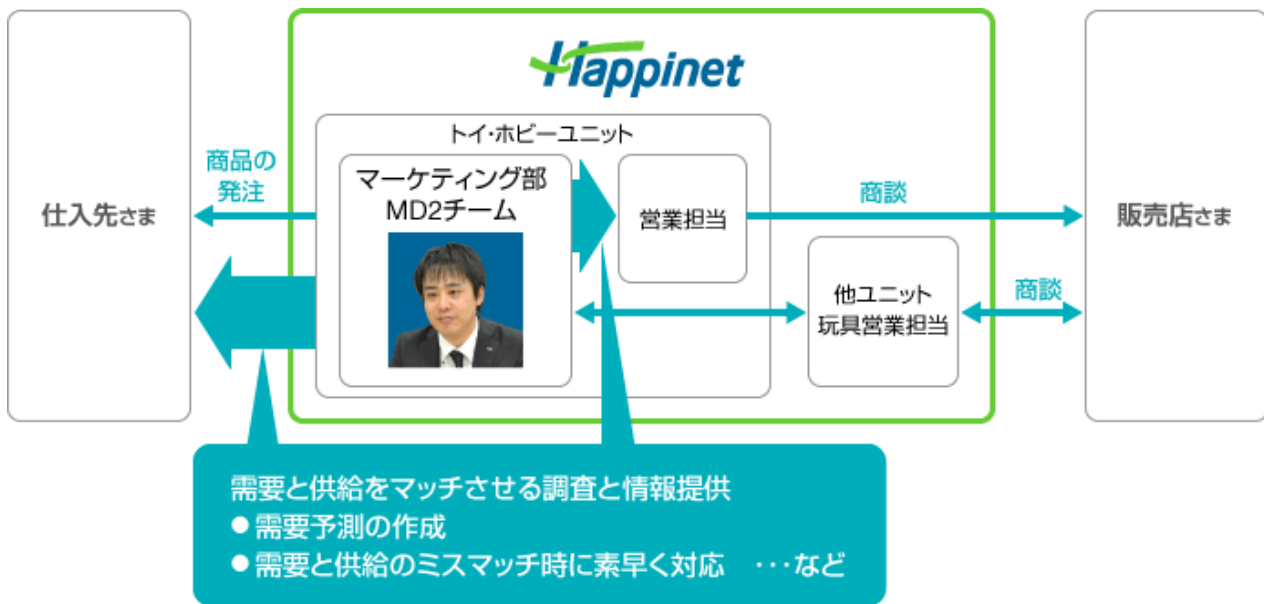 Happinet
トイ・ホビーユニット
商品の
発注
マーケティング部
MD2チーム
仕入先さま
営業担当
商談
販売店さま
他ユニット
玩具営業担当
商談
需要と供給をマッチさせる調査と情報提供
● 需要予測の作成
● 需要と供給のミスマッチ時に素早く対応　･･･など